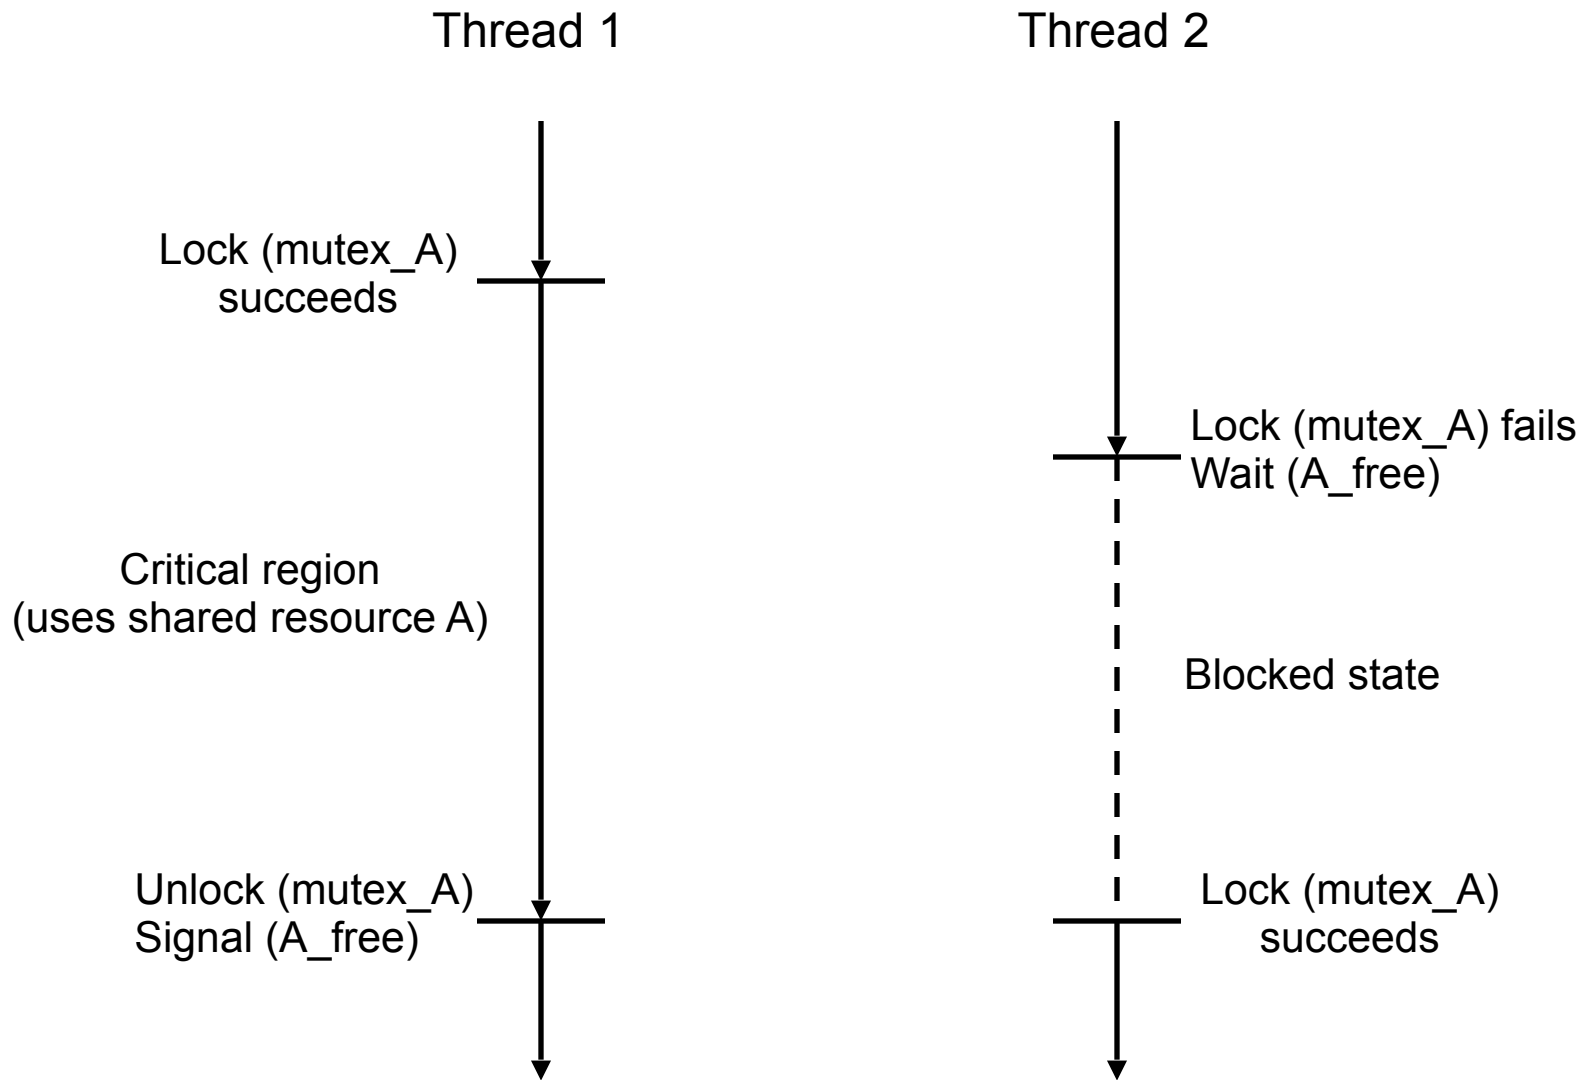 Thread 1
Thread 2
Lock (mutex_A)
succeeds
Lock (mutex_A) fails
Wait (A_free)
Critical region
(uses shared resource A)
Blocked state
Unlock (mutex_A)
Signal (A_free)
Lock (mutex_A)
succeeds